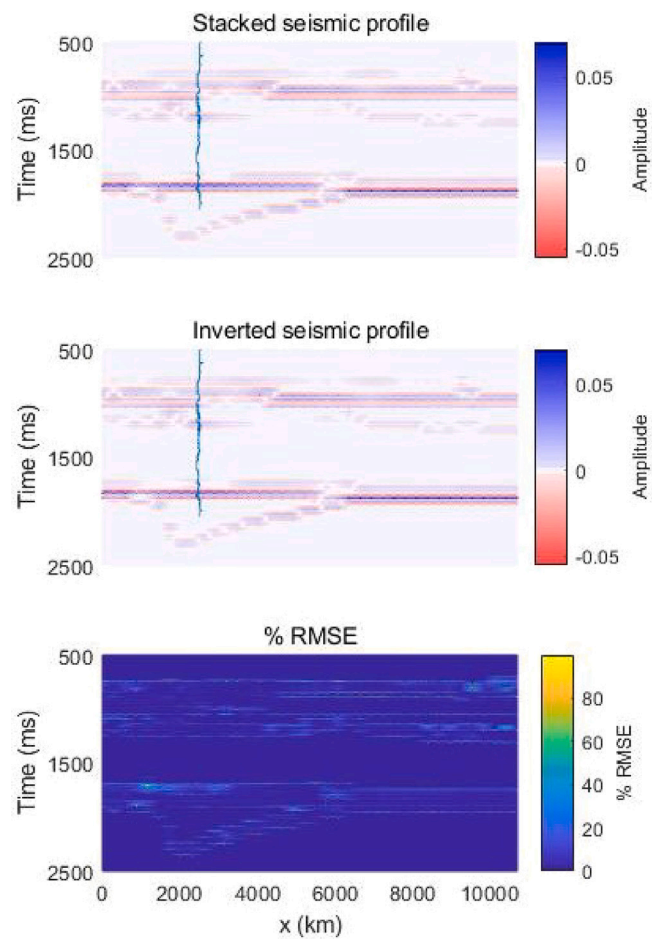 Stacked seismic profile
500
1500
2500
Time (ms)
0.05
0
-0.05
Amplitude
Inverted seismic profile
500
1500
2500
Time (ms)
0.05
0
-0.05
Amplitude
% RMSE
500
1500
2500
Time (ms)
80
60
40
20
0
% RMSE
0 2000 4000 6000 8000 10000
x (km)